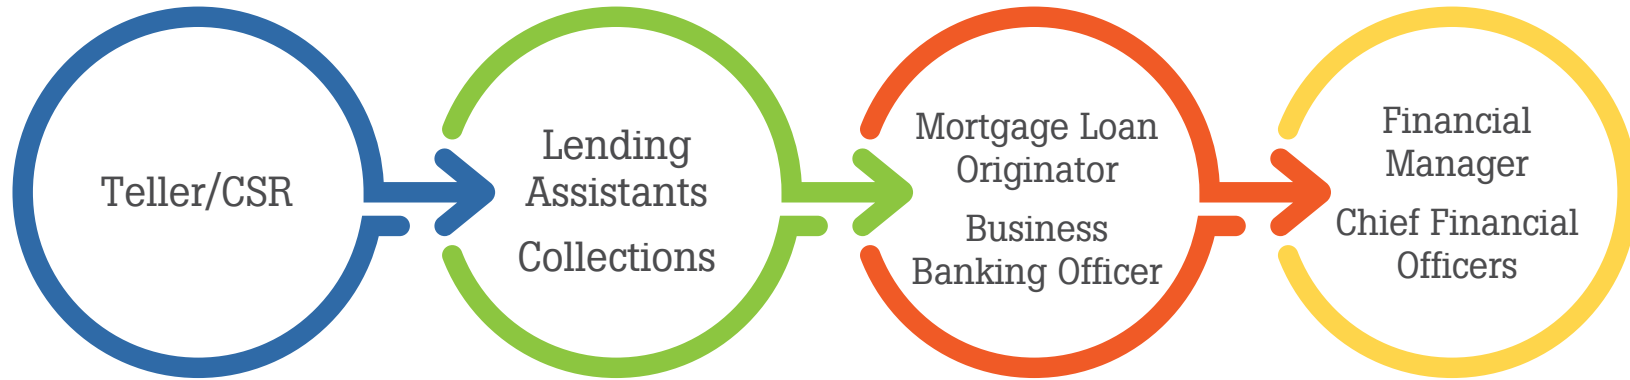 Teller/CSR
Lending
Assistants
Collections
Mortgage Loan
Originator
Business
Banking Officer
Financial
Manager
Chief Financial
Officers